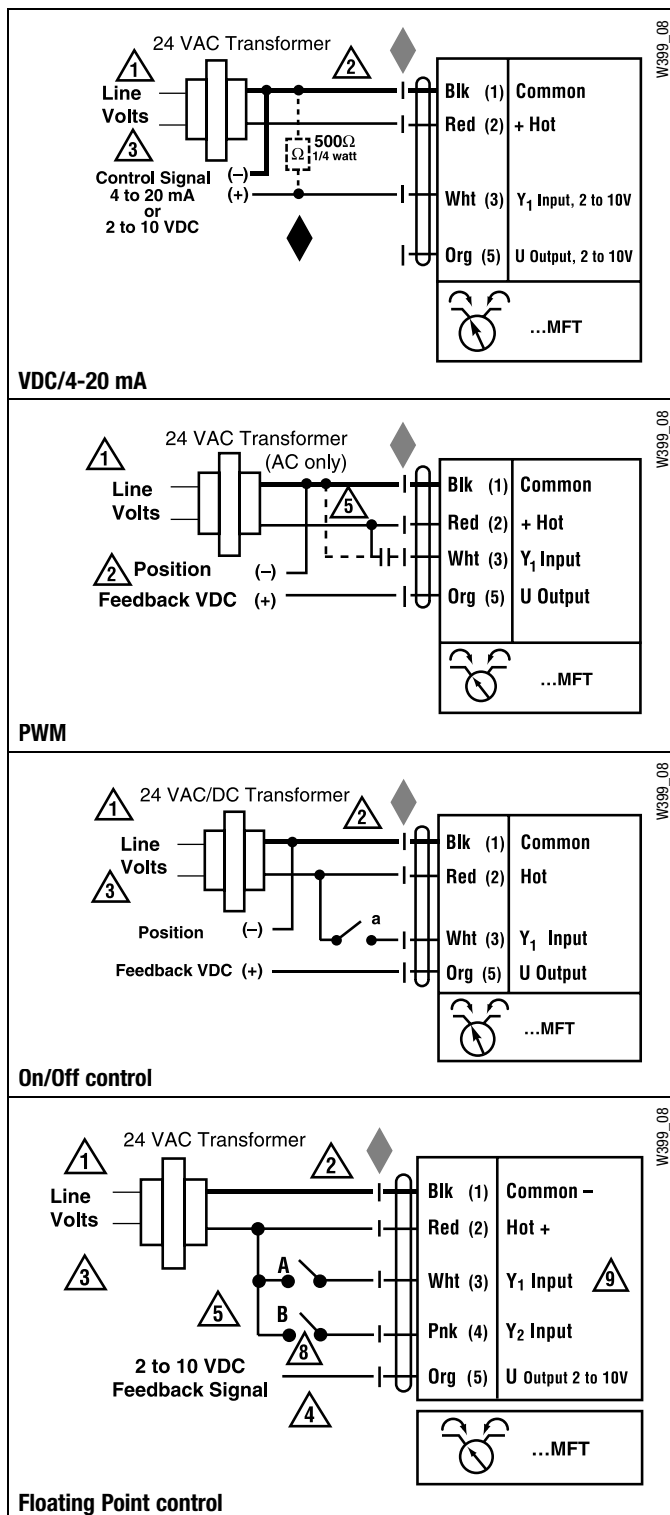 W399_08
24 VAC Transformer
1
2
Line
Volts
3
Control Signal
4 to 20 mA
or
2 to 10 VDC
(–)
(+)
Ω
500Ω
1/4 watt
Blk (1) Common
Red (2) + Hot
Wht (3) Y₁ Input, 2 to 10V
Org (5) U Output, 2 to 10V
...MFT
VDC/4-20 mA
W399_08
24 VAC Transformer
(AC only)
1
Line
Volts
5
2
Position (–)
Feedback VDC (+)
Blk (1) Common
Red (2) + Hot
Wht (3) Y₁ Input
Org (5) U Output
...MFT
PWM
W399_08
24 VAC/DC Transformer
1
2
Line
Volts
3
a
Position (–)
Feedback VDC (+)
Blk (1) Common
Red (2) Hot
Wht (3) Y₁ Input
Org (5) U Output
...MFT
On/Off control
W399_08
24 VAC Transformer
1
2
Line
Volts
3
A
5
B
8
2 to 10 VDC
Feedback Signal
4
Blk (1) Common –
Red (2) Hot +
Wht (3) Y₁ Input
9
Pnk (4) Y₂ Input
Org (5) U Output 2 to 10V
...MFT
Floating Point control